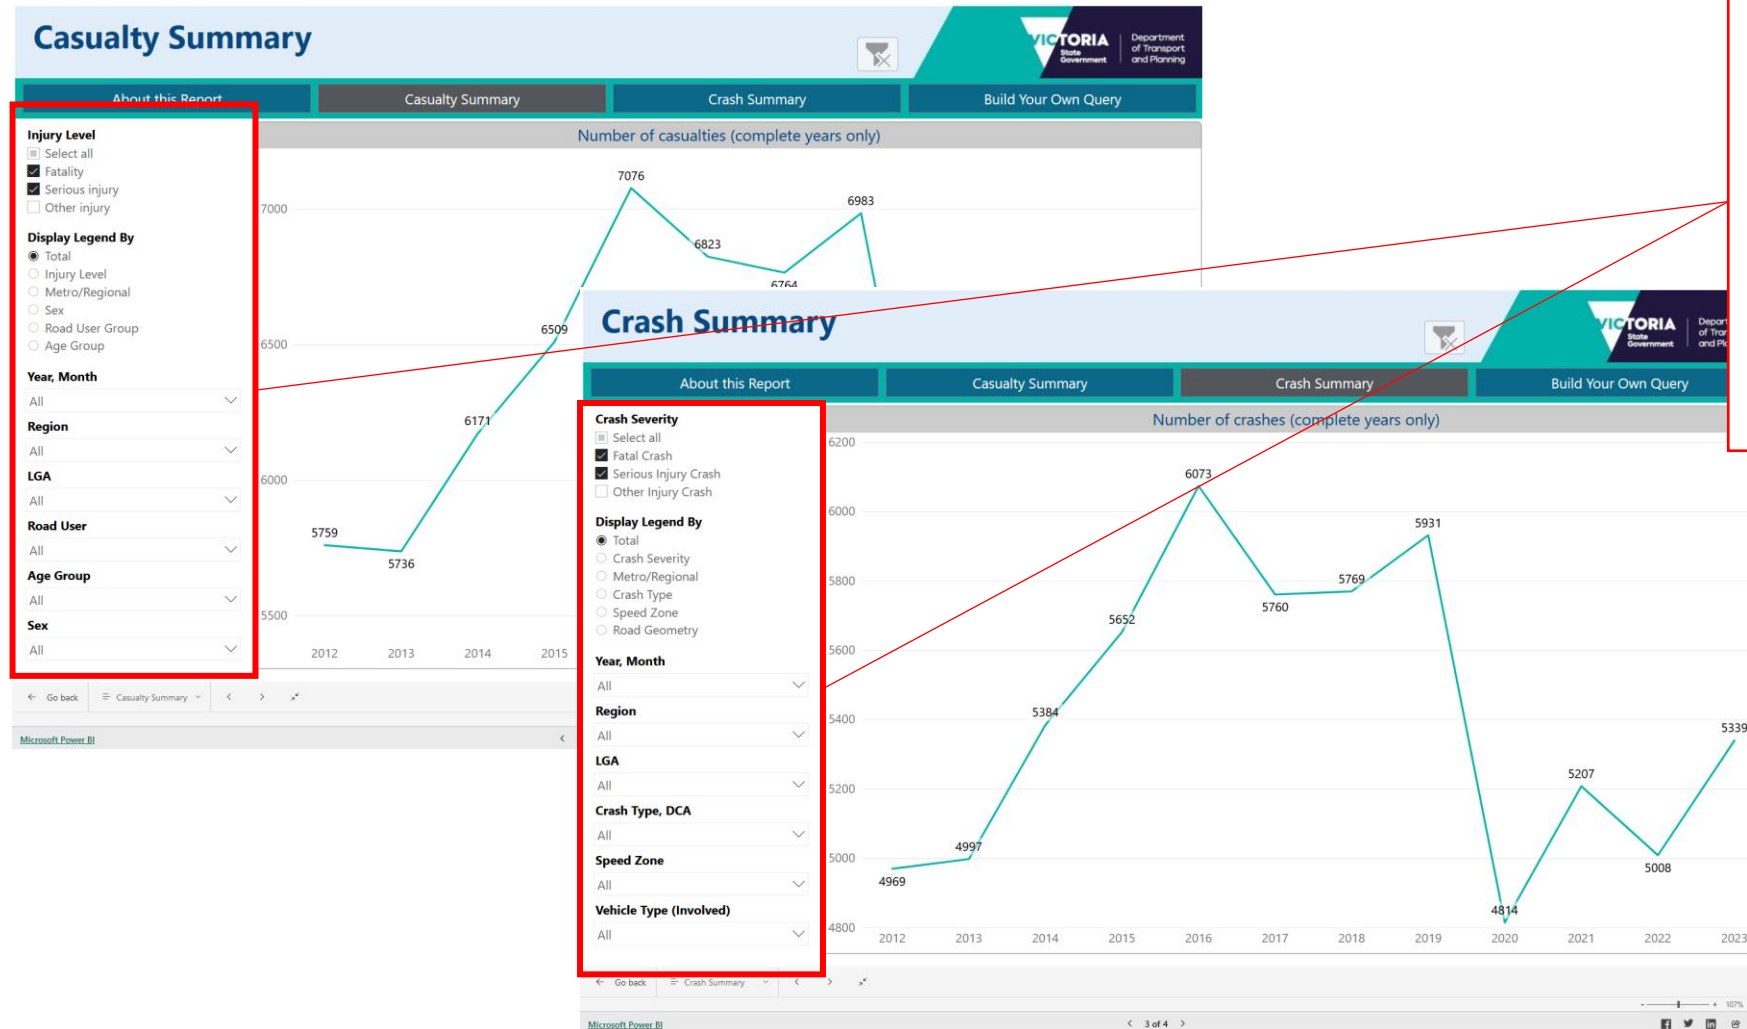 Casualty Summary
VICTORIA
State
Government
Department
of Transport
and Planning
About this Report
Casualty Summary
Crash Summary
Build Your Own Query
Injury Level
Select all
Fatality
Serious injury
Other injury
Display Legend By
Total
Injury Level
Metro/Regional
Sex
Road User Group
Age Group
Year, Month
All
Region
All
LGA
All
Road User
All
Age Group
All
Sex
All
Number of casualties (complete years only)
7000
6500
6000
5500
5759
5736
6171
6509
7076
6823
6764
6983
2012
2013
2014
2015
Go back
Casualty Summary
Microsoft Power BI
Crash Summary
VICTORIA
State
Government
Depart
of Tran
and Pla
About this Report
Casualty Summary
Crash Summary
Build Your Own Query
Crash Severity
Select all
Fatal Crash
Serious Injury Crash
Other Injury Crash
Display Legend By
Total
Crash Severity
Metro/Regional
Crash Type
Speed Zone
Road Geometry
Year, Month
All
Region
All
LGA
All
Crash Type, DCA
All
Speed Zone
All
Vehicle Type (Involved)
All
Number of crashes (complete years only)
6200
6000
5800
5600
5400
5200
5000
4800
4969
4997
5384
5652
6073
5760
5769
5931
4814
5207
5008
5339
2012
2013
2014
2015
2016
2017
2018
2019
2020
2021
2022
2023
Go back
Crash Summary
- + 107%
Microsoft Power BI
3 of 4